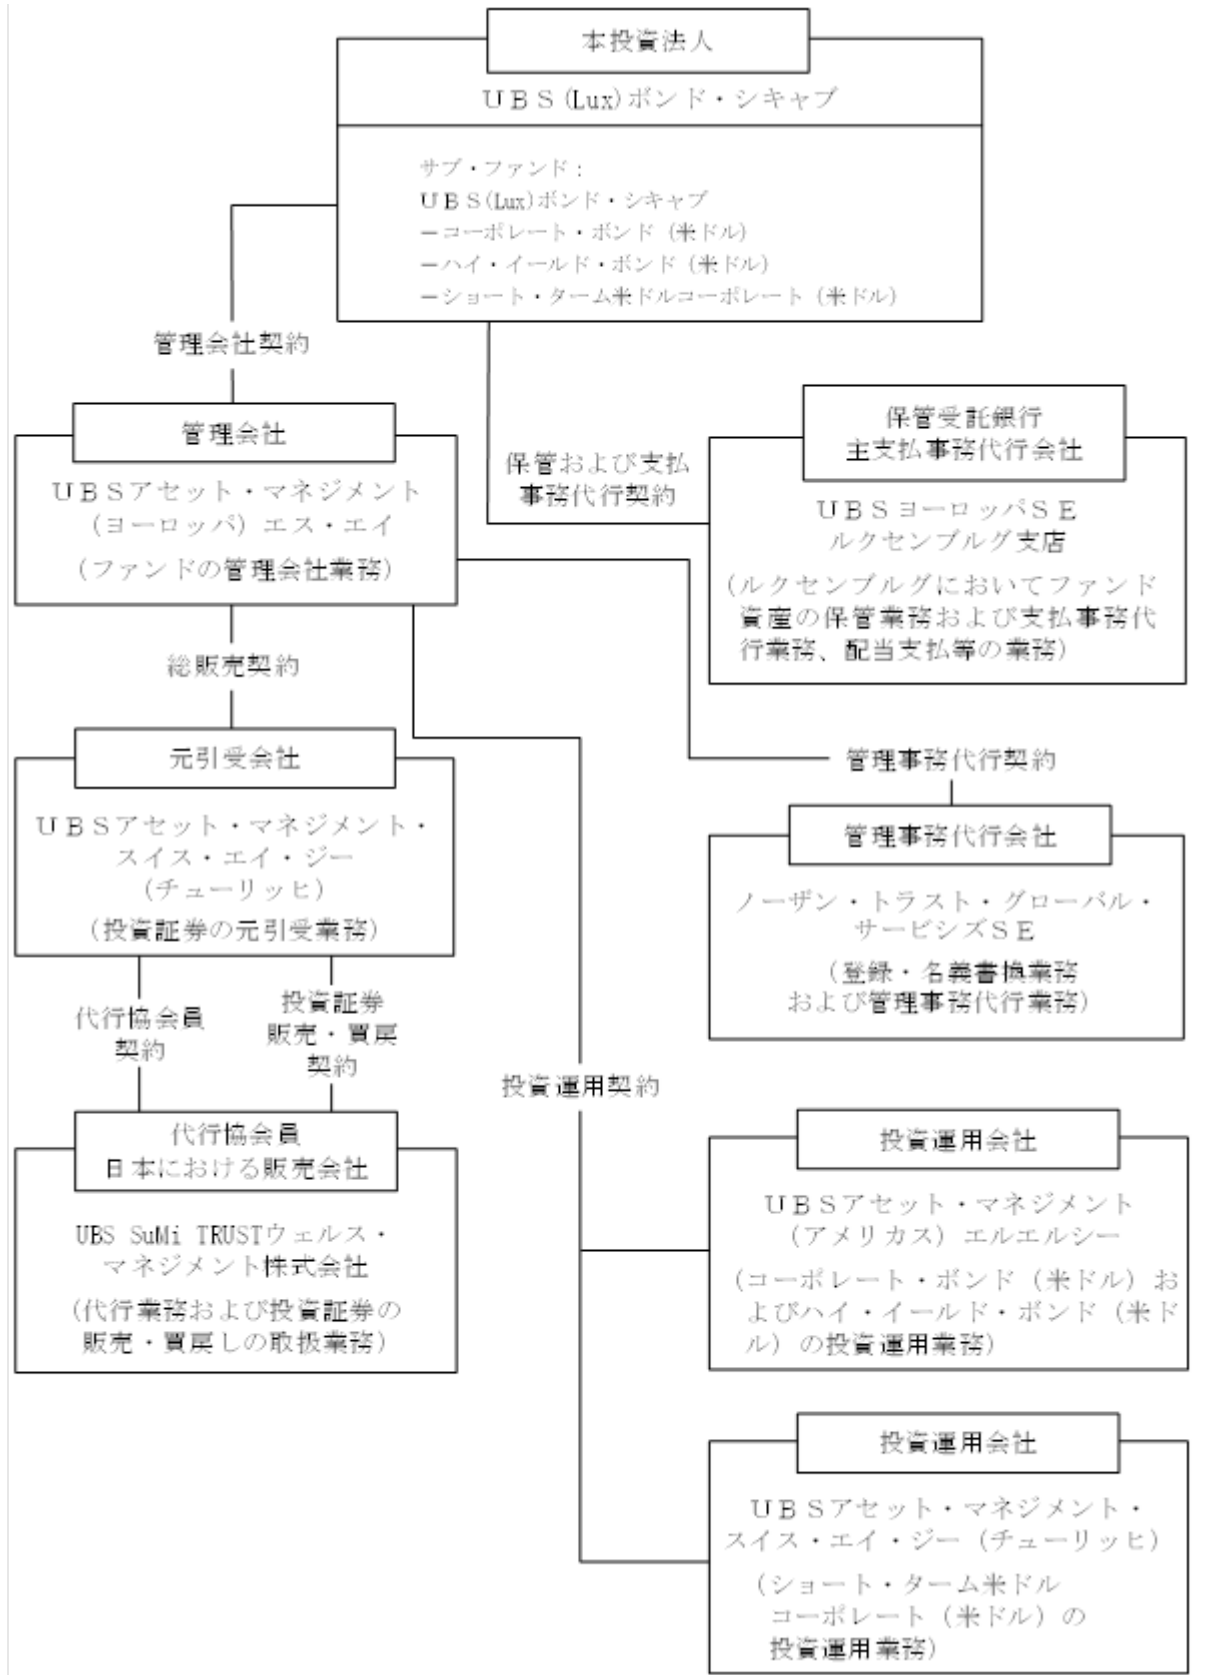 本投資法人
ＵＢＳ(Lux)ボンド・シキャブ
サブ・ファンド：
ＵＢＳ(Lux)ボンド・シキャブ
－コーポレート・ボンド（米ドル）
－ハイ・イールド・ボンド（米ドル）
－ショート・ターム米ドルコーポレート（米ドル）
管理会社契約
管理会社
ＵＢＳアセット・マネジメント
（ヨーロッパ）エス・エイ
（ファンドの管理会社業務）
保管および支払
事務代行契約
保管受託銀行
主支払事務代行会社
ＵＢＳヨーロッパＳＥ
ルクセンブルグ支店
（ルクセンブルグにおいてファンド
資産の保管業務および支払事務代
行業務、配当支払等の業務）
総販売契約
元引受会社
ＵＢＳアセット・マネジメント・
スイス・エイ・ジー
（チューリッヒ）
（投資証券の元引受業務）
管理事務代行契約
管理事務代行会社
ノーザン・トラスト・グローバル・
サービシズＳＥ
（登録・名義書換業務
および管理事務代行業務）
代行協会員
契約
投資証券
販売・買戻
契約
代行協会員
日本における販売会社
UBS SuMi TRUSTウェルス・
マネジメント株式会社
（代行業務および投資証券の
販売・買戻しの取扱業務）
投資運用契約
投資運用会社
ＵＢＳアセット・マネジメント
（アメリカス）エルエルシー
（コーポレート・ボンド（米ドル）お
よびハイ・イールド・ボンド（米ド
ル）の投資運用業務）
投資運用会社
ＵＢＳアセット・マネジメント・
スイス・エイ・ジー（チューリッヒ）
（ショート・ターム米ドル
コーポレート（米ドル）の
投資運用業務）